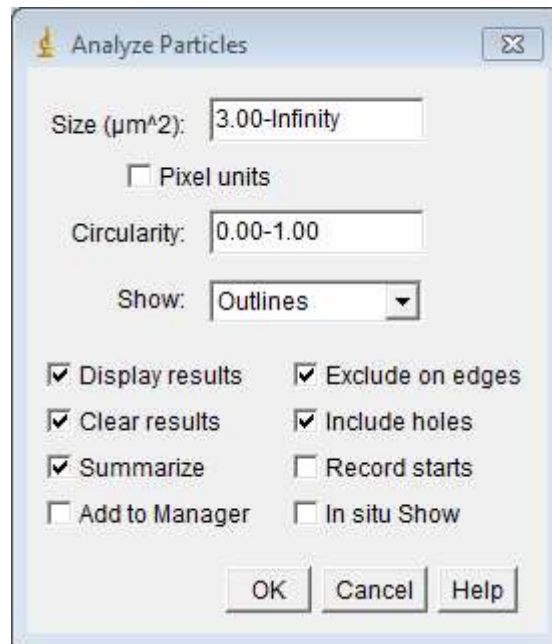 Analyze Particles
Size (µm^2): 3.00-Infinity
Pixel units
Circularity: 0.00-1.00
Show: Outlines
Display results Exclude on edges
Clear results Include holes
Summarize Record starts
Add to Manager In situ Show
OK Cancel Help